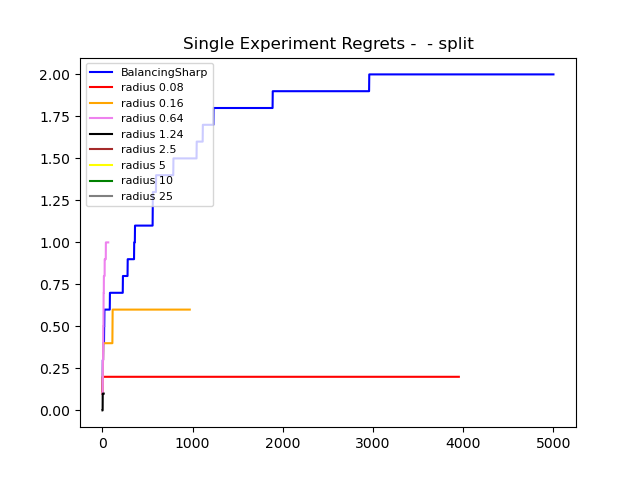 Single Experiment Regrets -  - split
2.00
1.75
1.50
1.25
1.00
0.75
0.50
0.25
0.00
BalancingSharp
radius 0.08
radius 0.16
radius 0.64
radius 1.24
radius 2.5
radius 5
radius 10
radius 25
0 1000 2000 3000 4000 5000